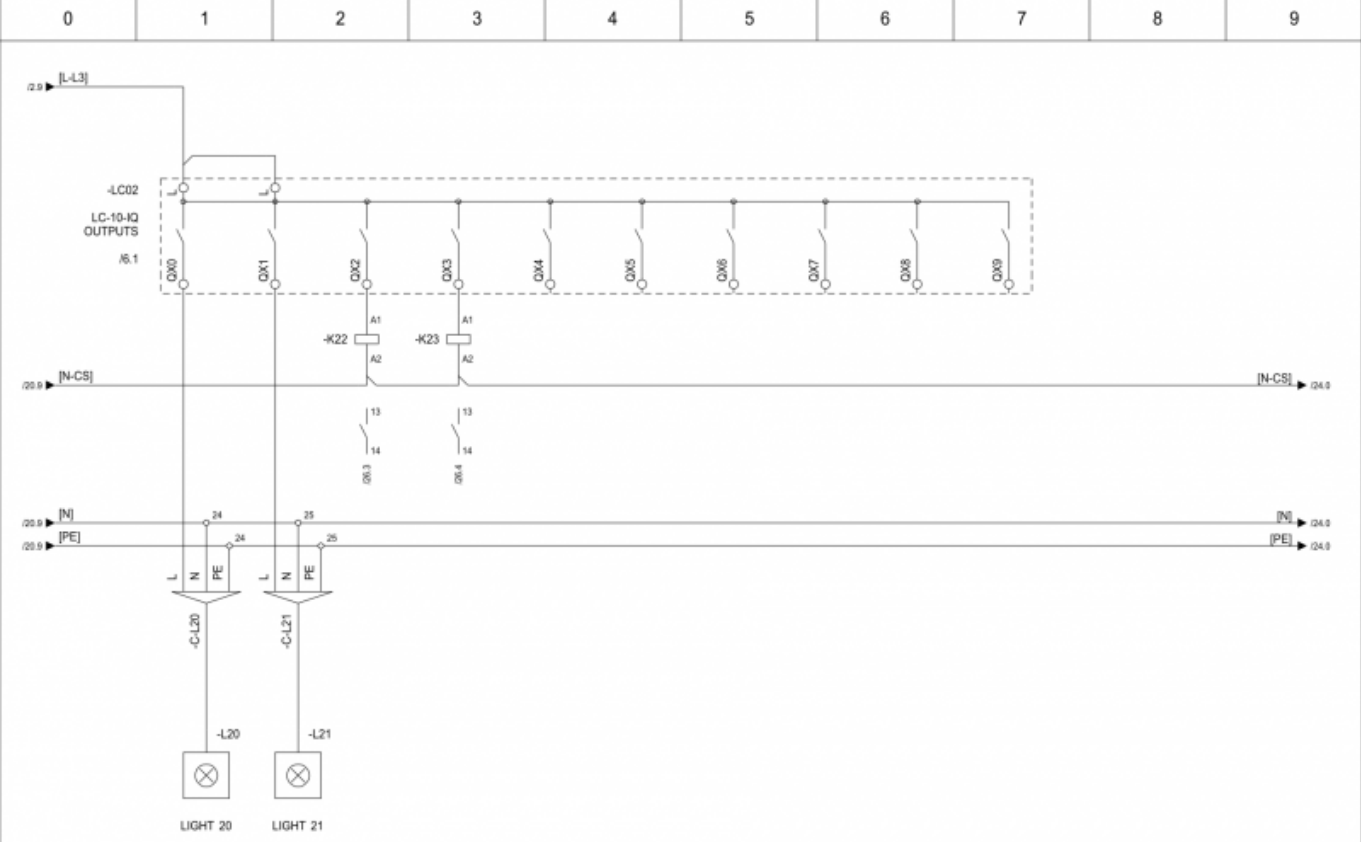 0 1 2 3 4 5 6 7 8 9
/2.9 [L-L3]
-LC02
LC-10-IQ
OUTPUTS
/6.1
L L
QX0 QX1 QX2 QX3 QX4 QX5 QX6 QX7 QX8 QX9
A1 A1
-K22 -K23
A2 A2
/20.9 [N-CS] [N-CS] /24.0
13 13
14 14
/26.3 /26.4
/20.9 [N] 24 25 [N] /24.0
/20.9 [PE] 24 25 [PE] /24.0
L N PE L N PE
-C-L20 -C-L21
-L20 -L21
LIGHT 20 LIGHT 21